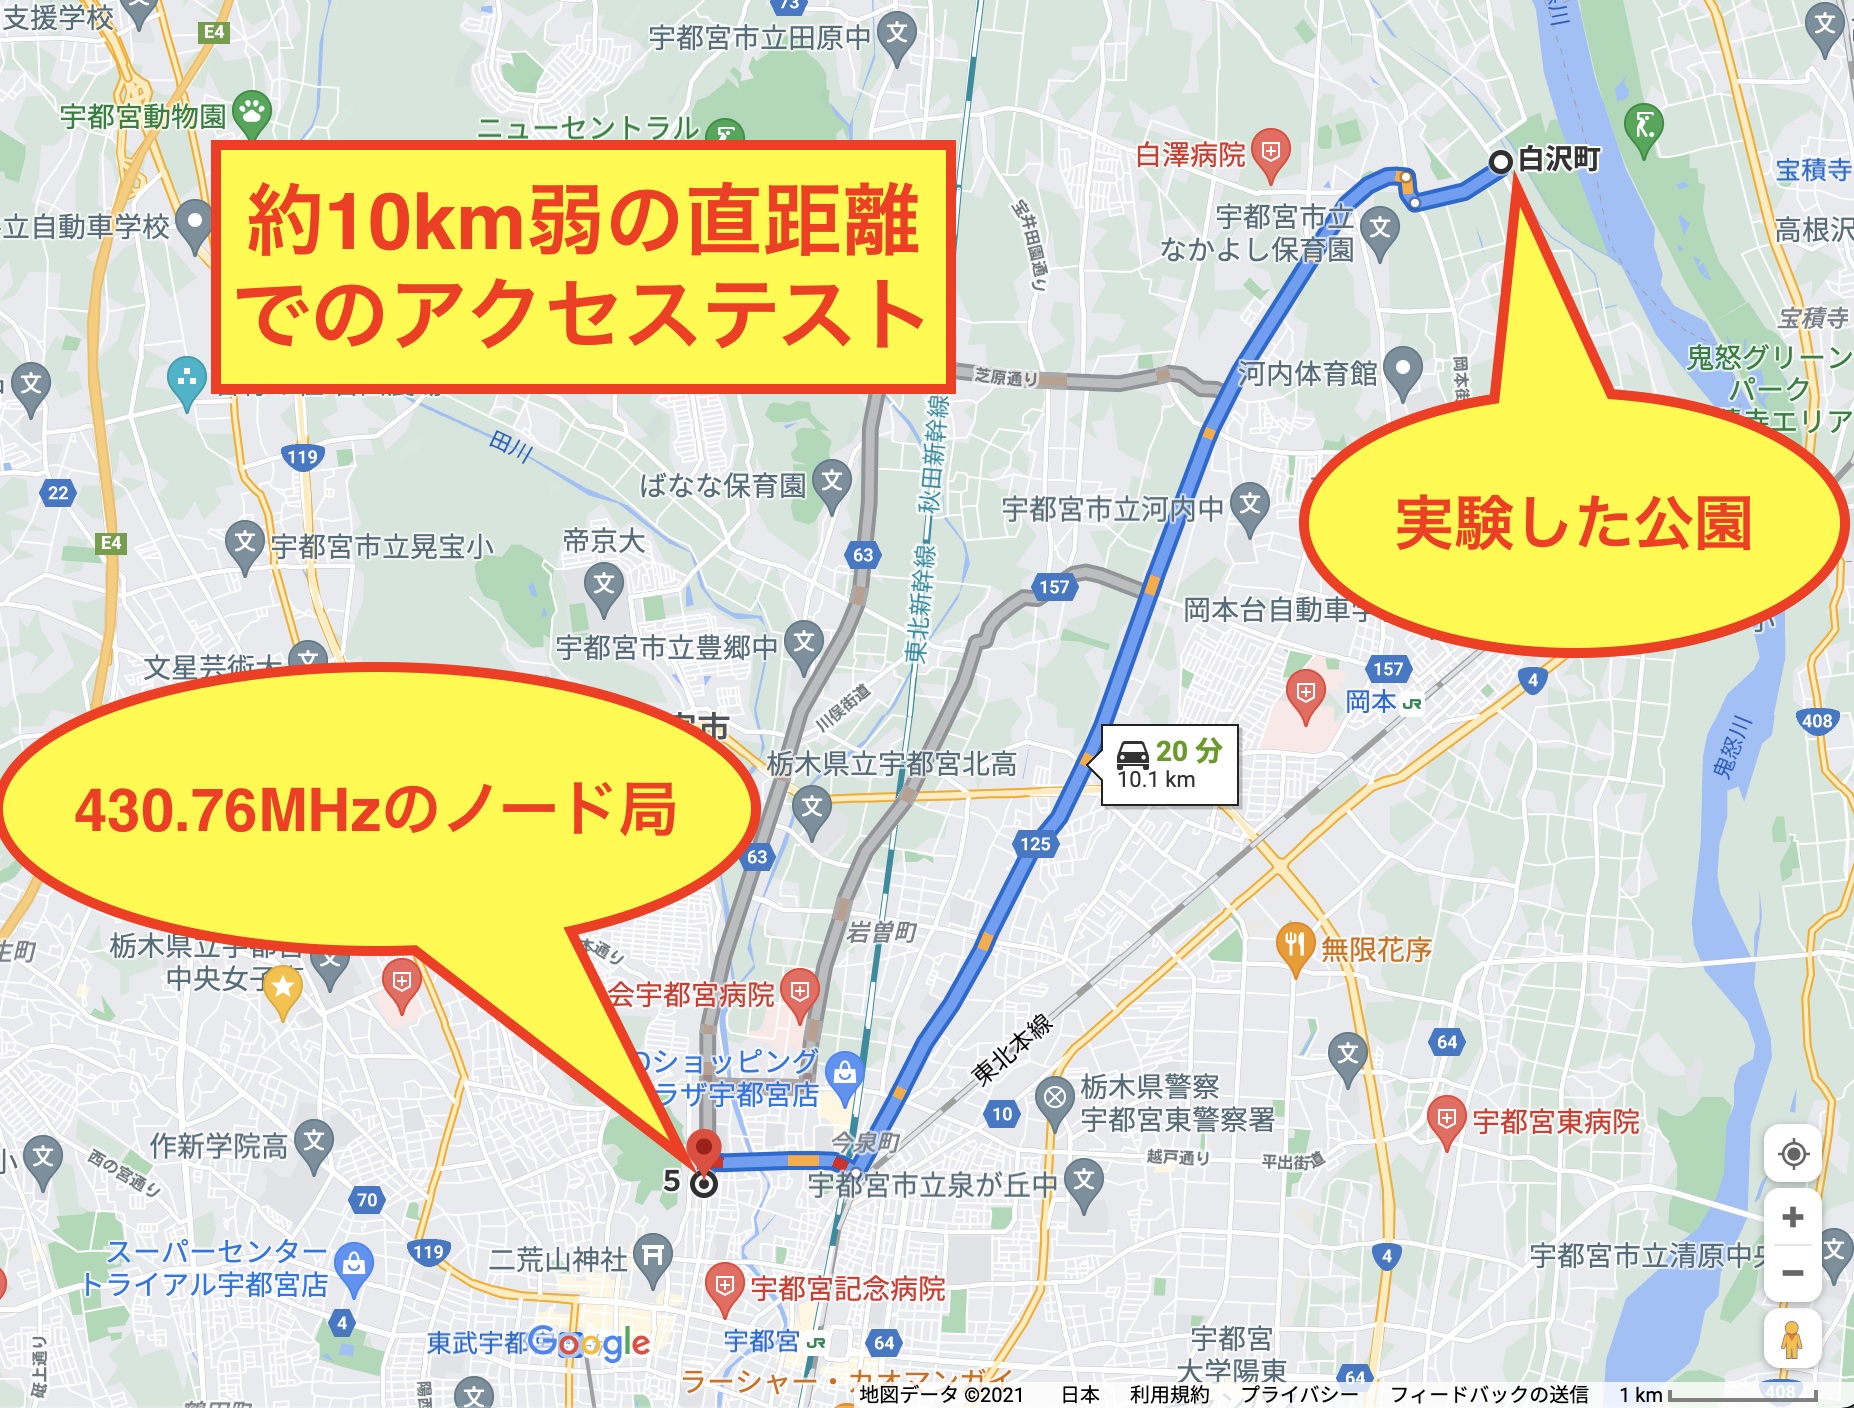 支援学校
E4
73
宇都宮市立田原中
宇都宮動物園
ニューセントラル
白澤病院
白沢町
宝積寺
立自動車学校
約10km弱の直距離
でのアクセステスト
宝井田園通り
宇都宮市立
なかよし保育園
高根沢
宝積寺
鬼怒グリーン
パーク
寺エリア
芝原通り
河内体育館
119
田川
22
ばなな保育園
秋田新幹線
宇都宮市立河内中
実験した公園
E4
宇都宮市立晃宝小
帝京大
63
東北新幹線
157
岡本台自動車
宇都宮市立豊郷中
文星芸術大
157
岡本
4
川俣街道
408
鬼怒川
栃木県立宇都宮北高
20 分
10.1 km
430.76MHzのノード局
63
125
岩曽町
栃木県立宇都宮
中央女子
無限花序
会宇都宮病院
東北本線
64
ショッピング
ラザ宇都宮店
栃木県警察
宇都宮東警察署
10
宇都宮東病院
作新学院高
今泉町
越戸通り
平出街道
西の宮通り
5
宇都宮市立泉が丘中
70
スーパーセンター
トライアル宇都宮店
119
二荒山神社
宇都宮記念病院
4
宇都宮市立清原中央
4
東武宇都宮
Google
宇都宮
64
宇都宮
大学陽東
64
ラーシャー・カオマンガイ
地図データ ©2021 日本 利用規約 プライバシー フィードバックの送信 1 km
408